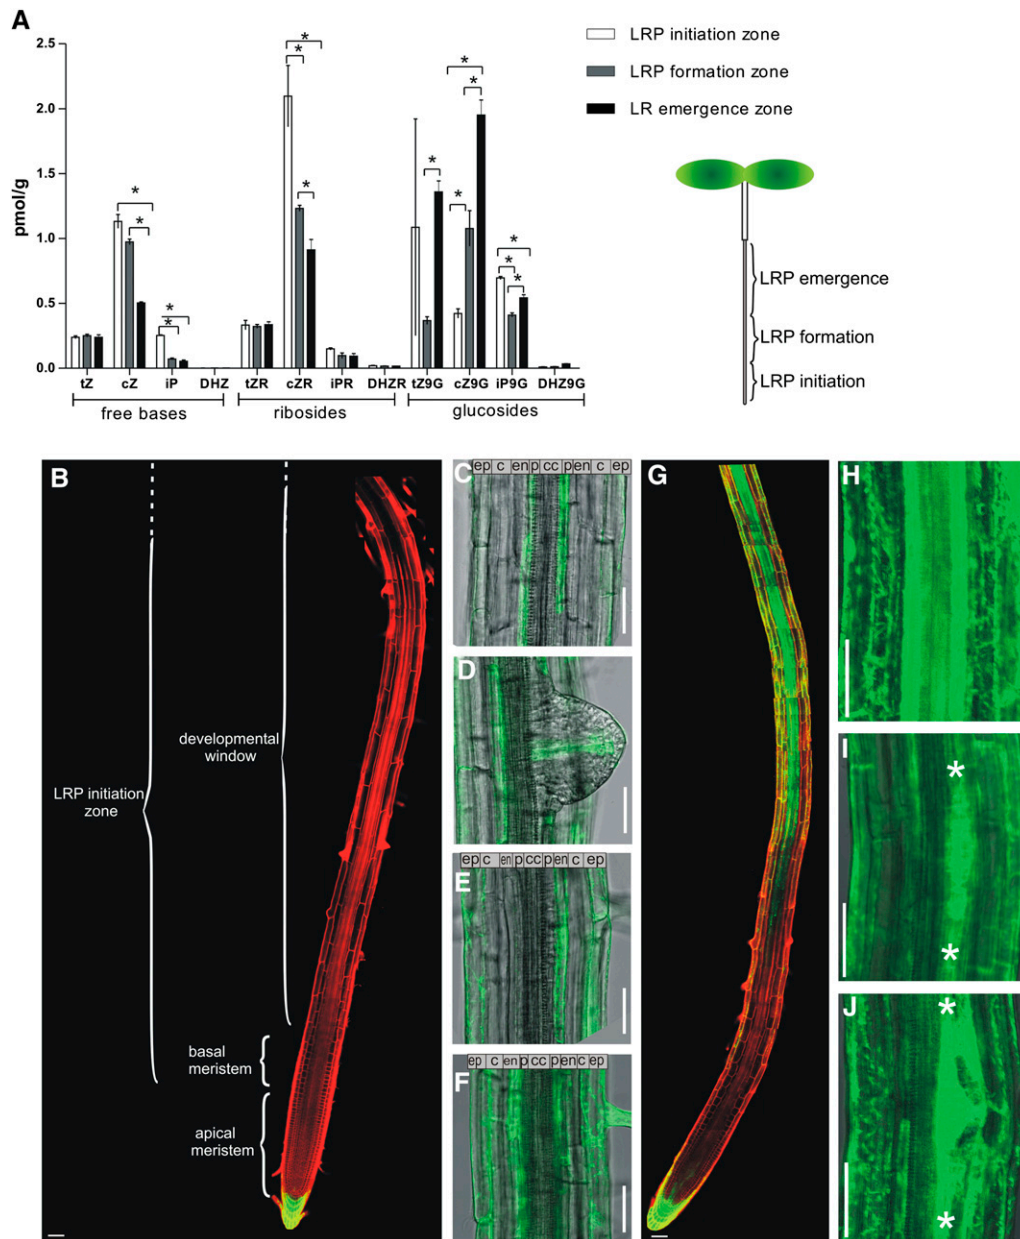 A
2.5
2.0
1.5
1.0
0.5
0.0
pmol/g
* * * * * * * * * * * * * * *
tZ cZ iP DHZ tZR cZR iPR DHZR tZ9G cZ9G iP9G DHZ9G
free bases ribosides glucosides
LRP initiation zone
LRP formation zone
LR emergence zone
LRP emergence
LRP formation
LRP initiation
B
developmental
window
LRP initiation
zone
basal
meristem
apical
meristem
C
ep c en p cc p en c ep
D
E
ep c en p cc p en c ep
F
ep c en p cc p en c ep
G
H
I
*
*
J
*
*